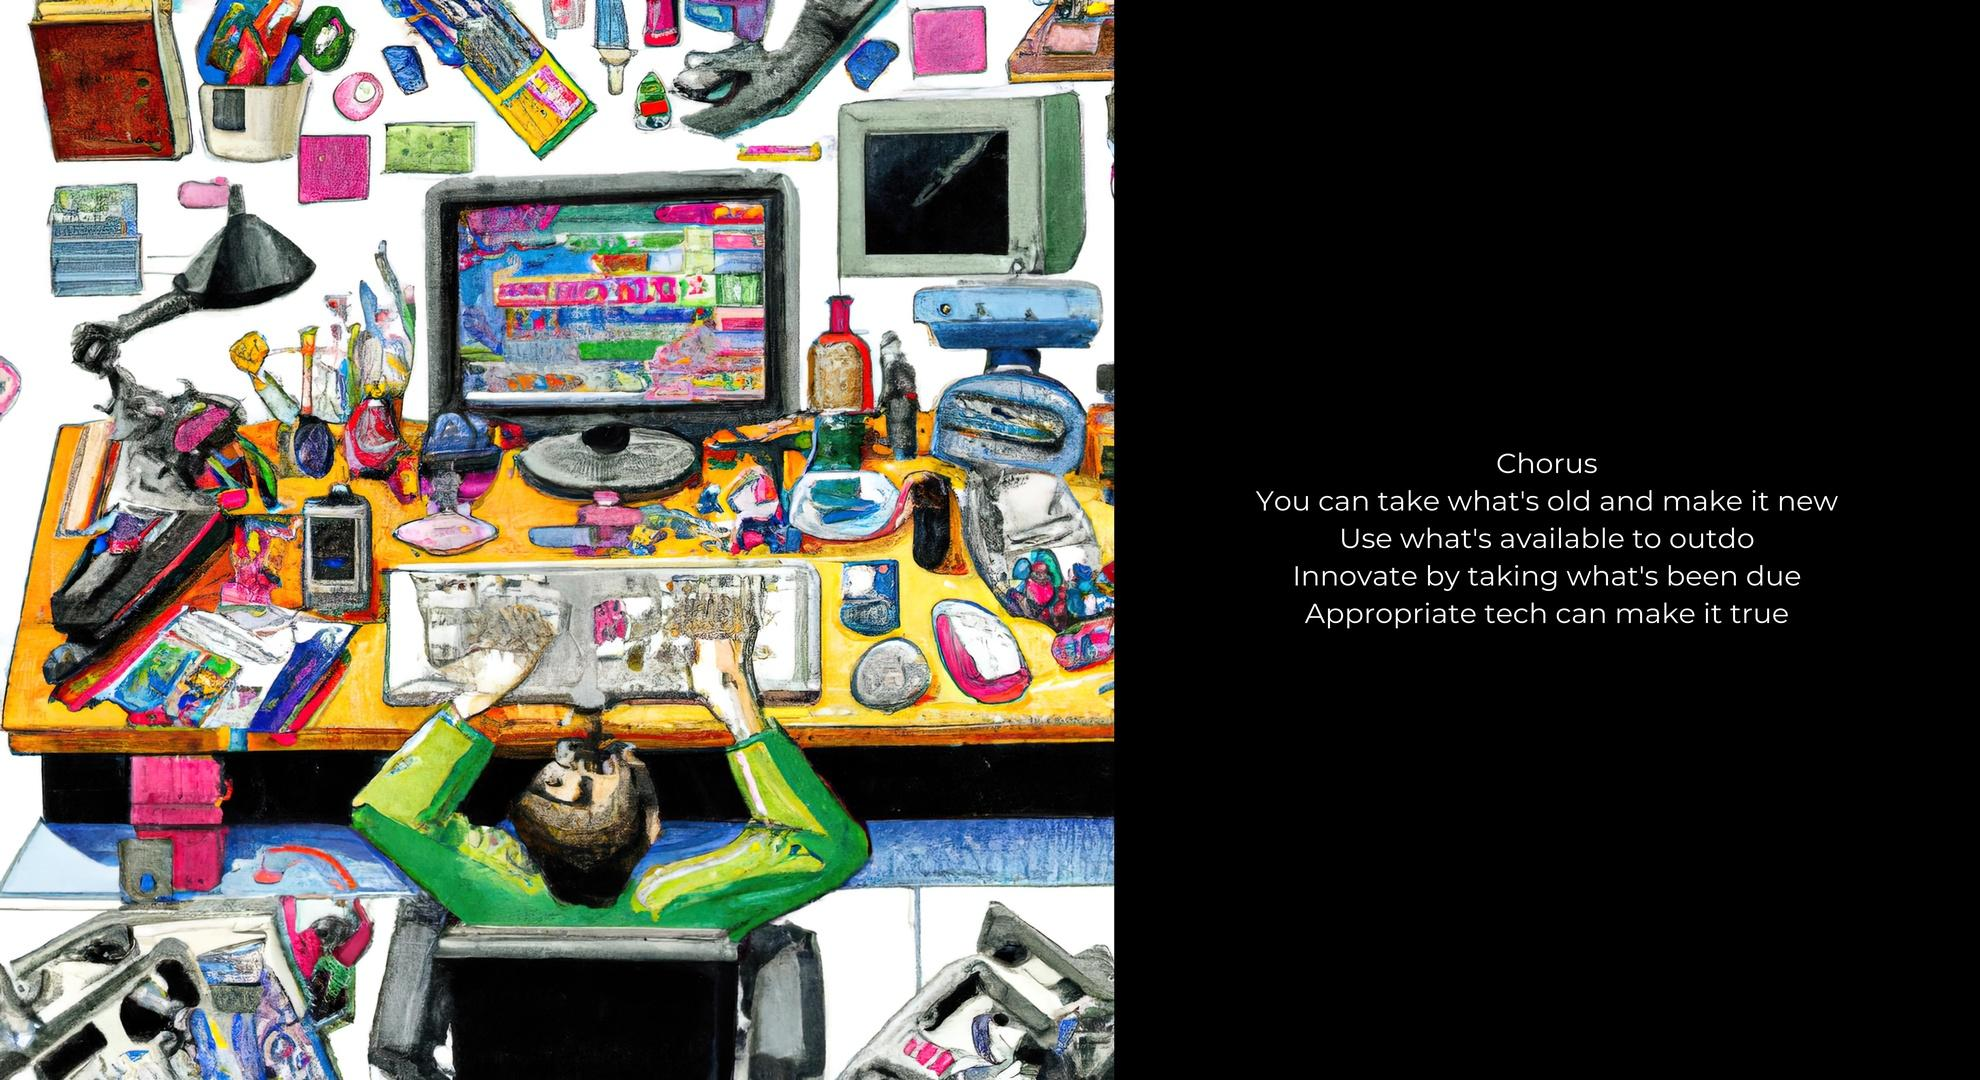 Chorus
You can take what's old and make it new
Use what's available to outdo
Innovate by taking what's been due
Appropriate tech can make it true